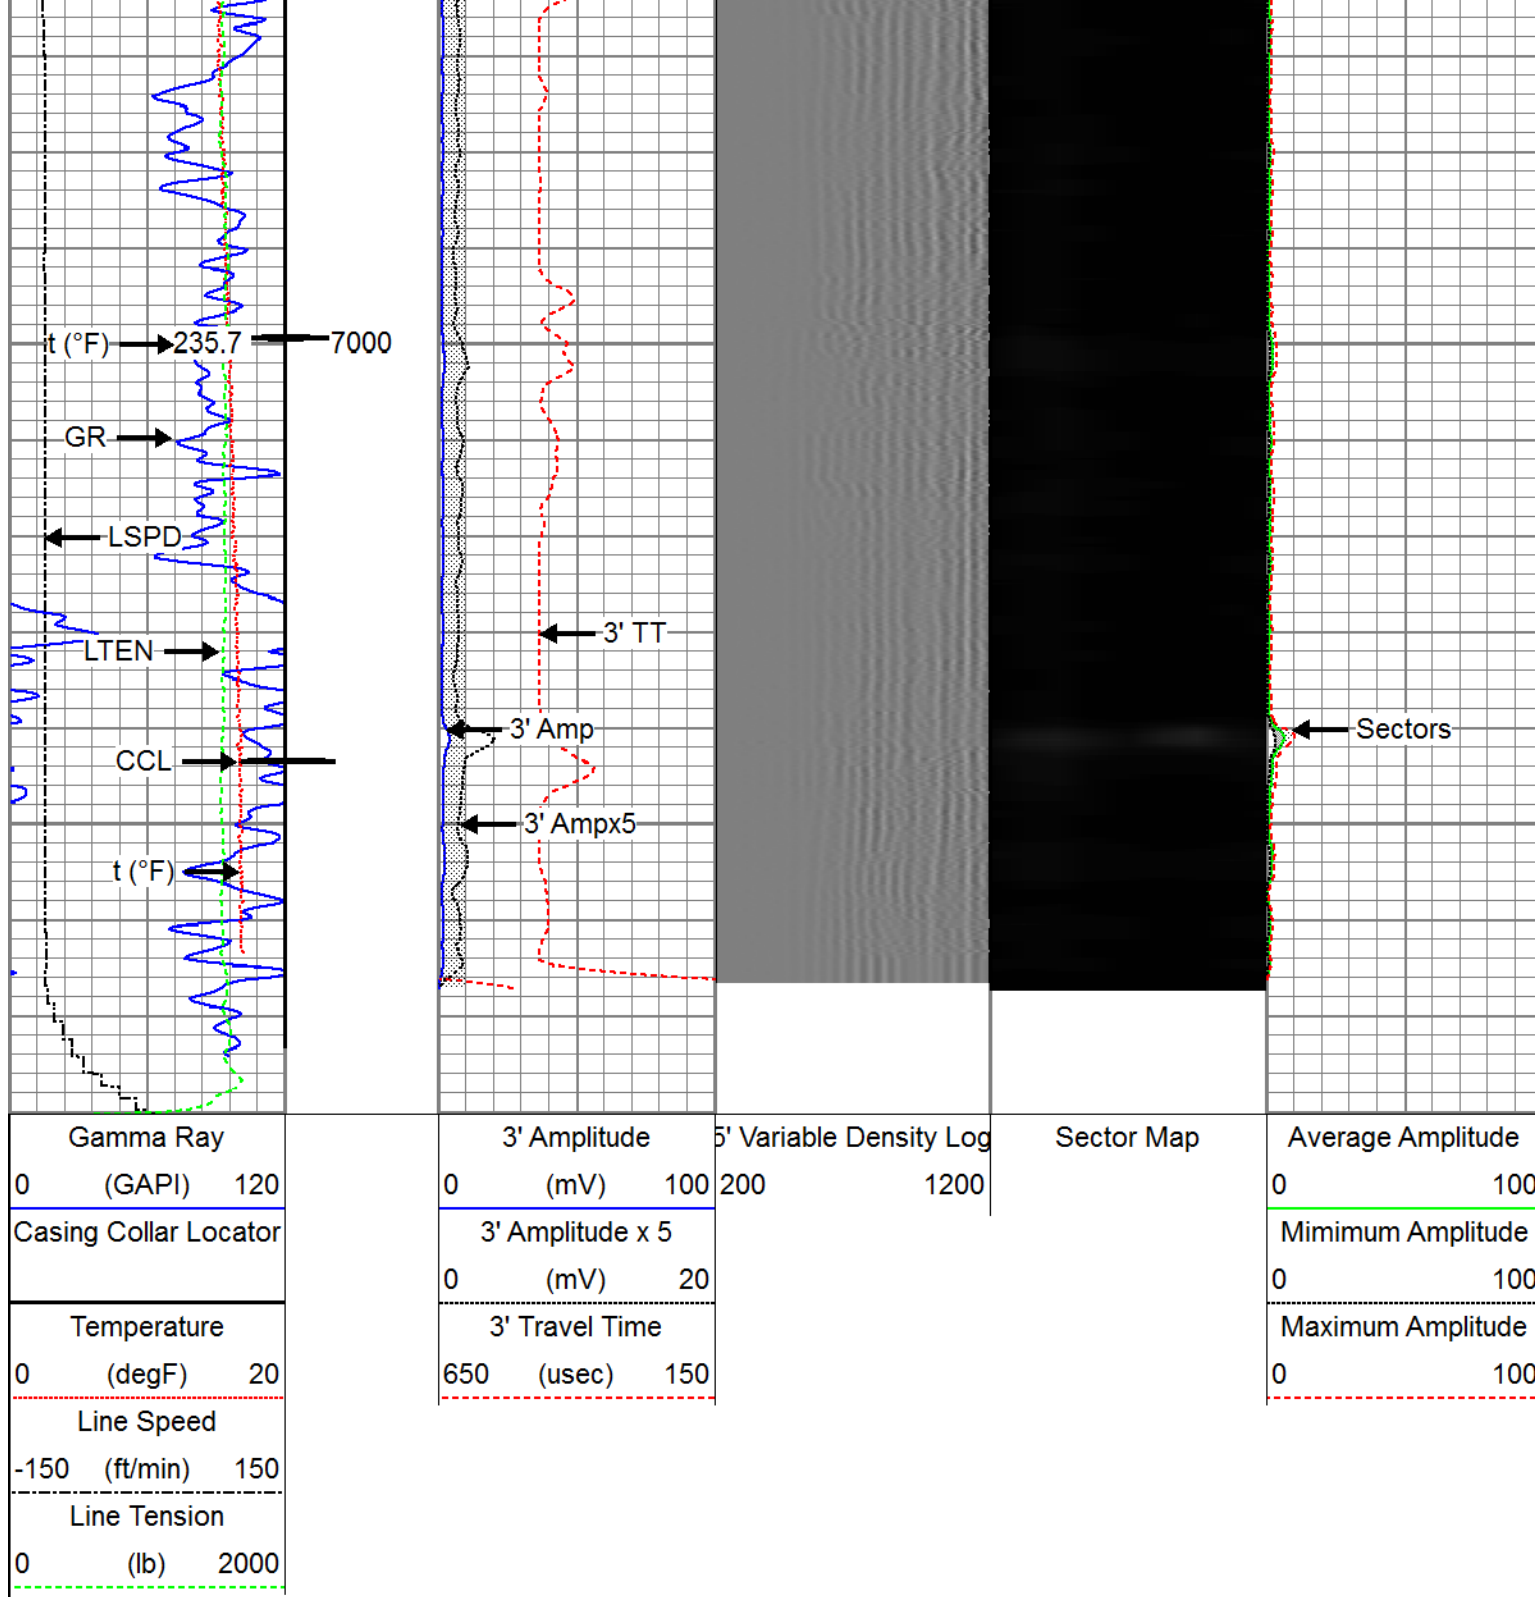 t (°F) 235.7 7000
GR
LSPD
3' TT
LTEN
3' Amp
Sectors
CCL
3' Ampx5
t (°F)
Gamma Ray
0 (GAPI) 120
Casing Collar Locator
Temperature
0 (degF) 20
Line Speed
-150 (ft/min) 150
Line Tension
0 (lb) 2000
3' Amplitude
0 (mV) 100
3' Amplitude x 5
0 (mV) 20
3' Travel Time
650 (usec) 150
5' Variable Density Log
200 1200
Sector Map
Average Amplitude
0 100
Mimimum Amplitude
0 100
Maximum Amplitude
0 100